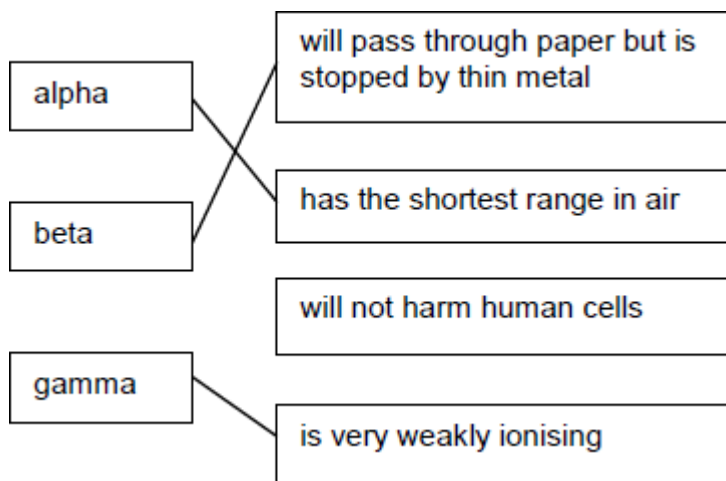 alpha
beta
gamma
will pass through paper but is
stopped by thin metal
has the shortest range in air
will not harm human cells
is very weakly ionising